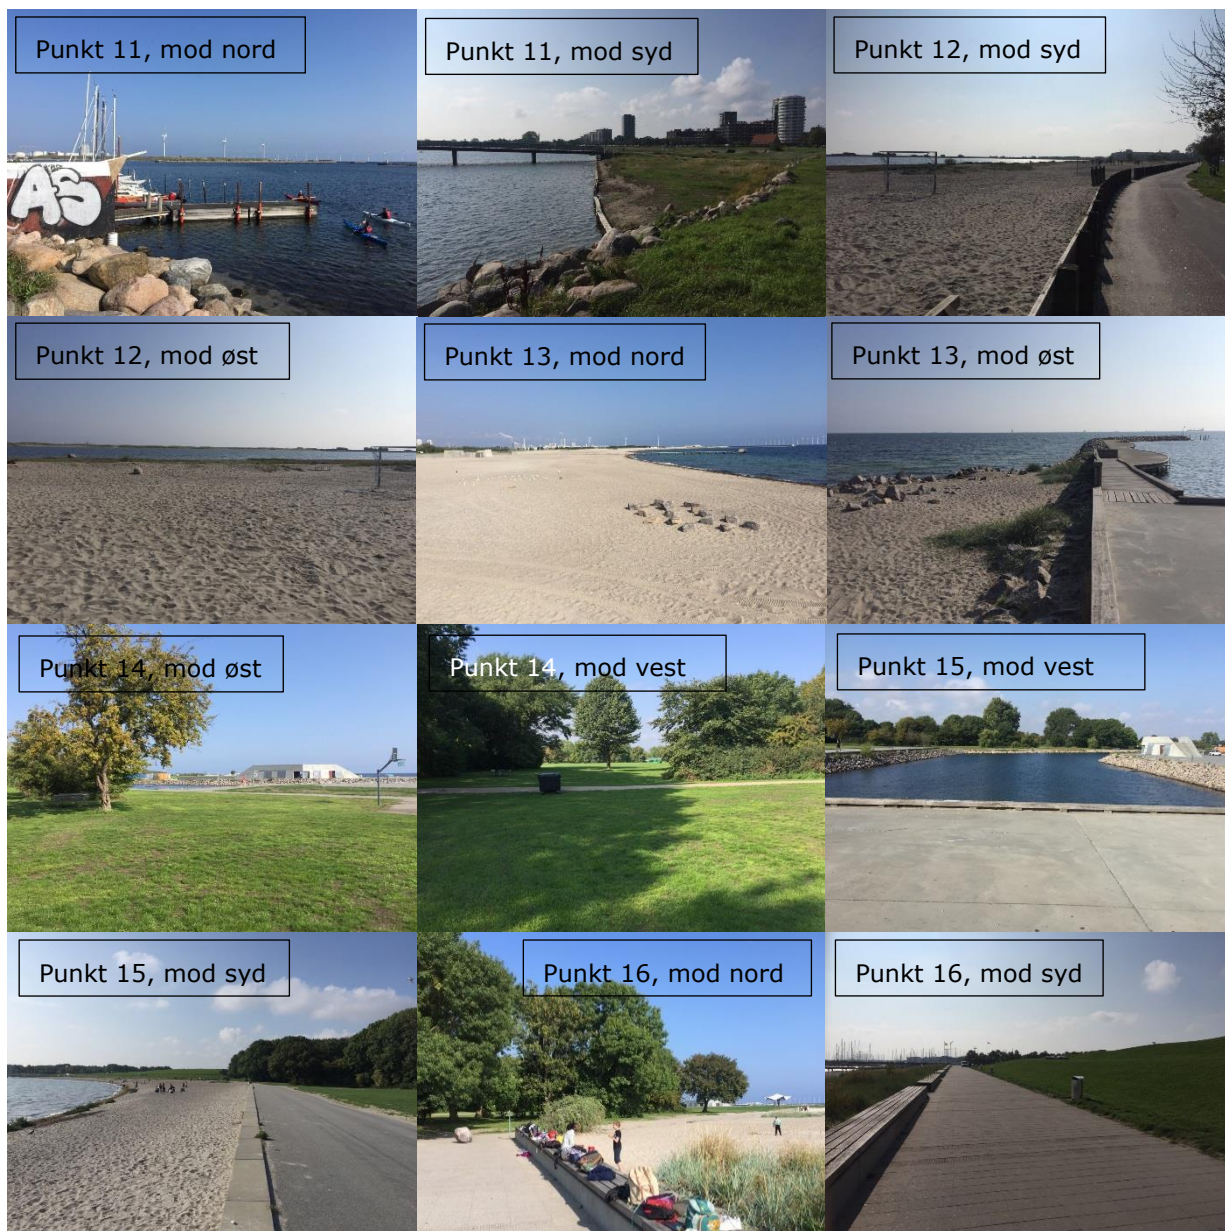 Punkt 11, mod nord
Punkt 11, mod syd
Punkt 12, mod syd
AS
Punkt 12, mod øst
Punkt 13, mod nord
Punkt 13, mod øst
Punkt 14, mod øst
Punkt 14, mod vest
Punkt 15, mod vest
Punkt 15, mod syd
Punkt 16, mod nord
Punkt 16, mod syd